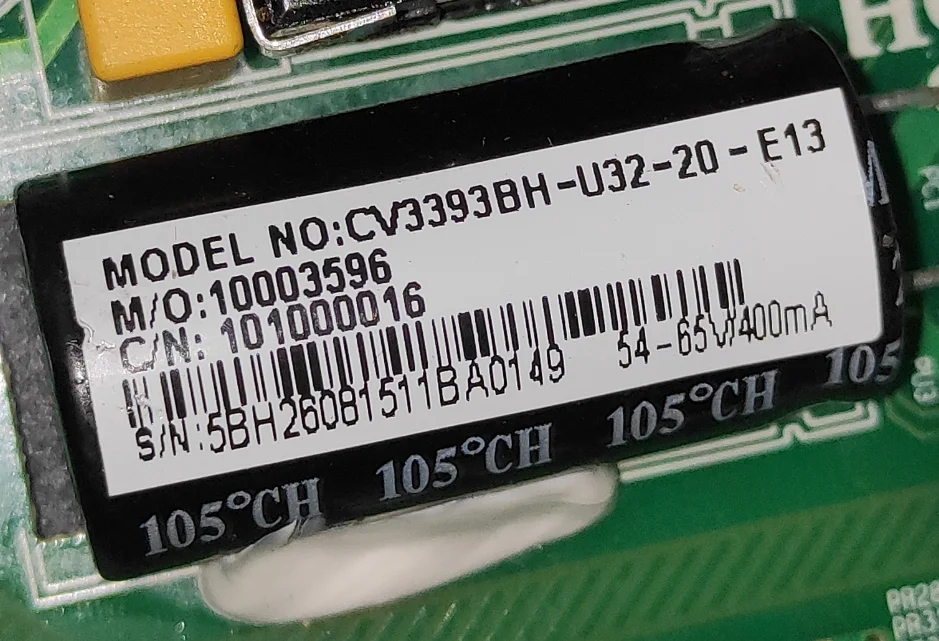 MODEL NO:CV3393BH-U32-20-E13
M/O:10003596
C/N: 101000016
S/N:5BH26081511BA0149 54-65V/400mA
105°CH 105°CH 105°CH 105